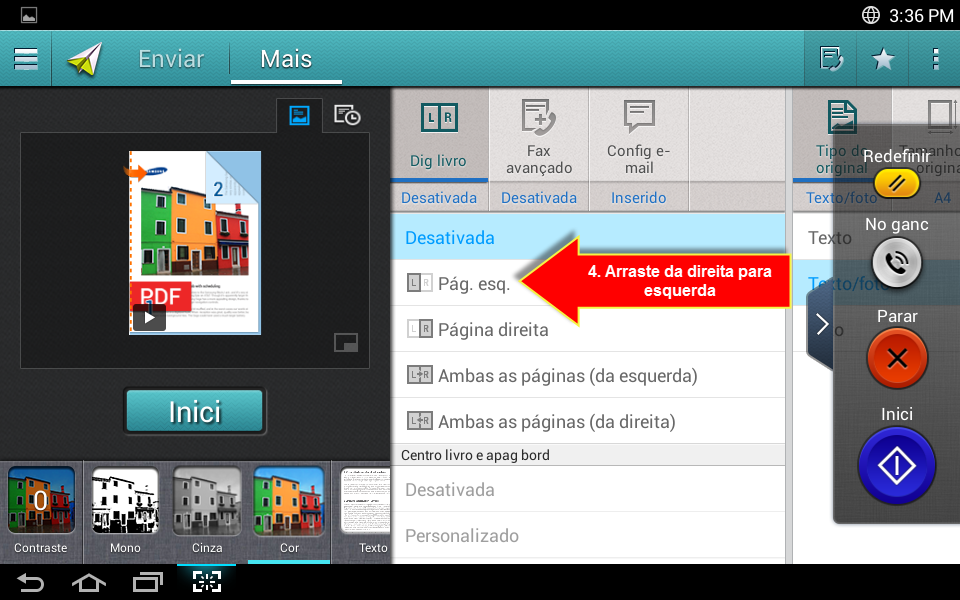 3:36 PM
Enviar
Mais
SAMSUNG
2
PDF
Inici
0
Contraste
Mono
Cinza
Cor
Texto
L R
Dig livro
Desativada
Fax
avançado
Desativada
Config e-
mail
Inserido
Desativada
L R Pág. esq.
L R Página direita
L R Ambas as páginas (da esquerda)
L R Ambas as páginas (da direita)
Centro livro e apag bord
Desativada
Personalizado
4. Arraste da direita para
esquerda
Tipo do
original
Texto/foto
Tamanho
original
A4
Texto
Texto/foto
Redefinir
No ganc
Parar
Inici